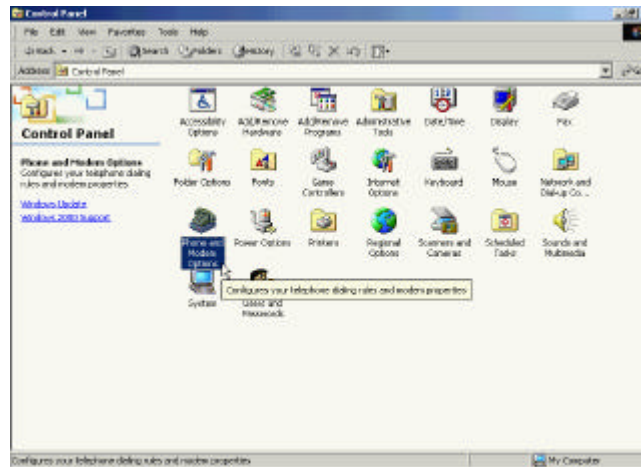 Control Panel
File Edit View Favorites Tools Help
Back Search Folders History
Address Control Panel
Control Panel
Phone and Modem Options
Configures your telephone dialing
rules and modem properties
Windows Update
Windows 2000 Support
Accessibility Options
Add/Remove Hardware
Add/Remove Programs
Administrative Tools
Date/Time
Display
Fax
Folder Options
Fonts
Game Controllers
Internet Options
Keyboard
Mouse
Network and Dial-up Co...
Phone and Modem Options
Power Options
Printers
Regional Options
Scanners and Cameras
Scheduled Tasks
Sounds and Multimedia
System
Users and Passwords
Configures your telephone dialing rules and modem properties
Configures your telephone dialing rules and modem properties
My Computer